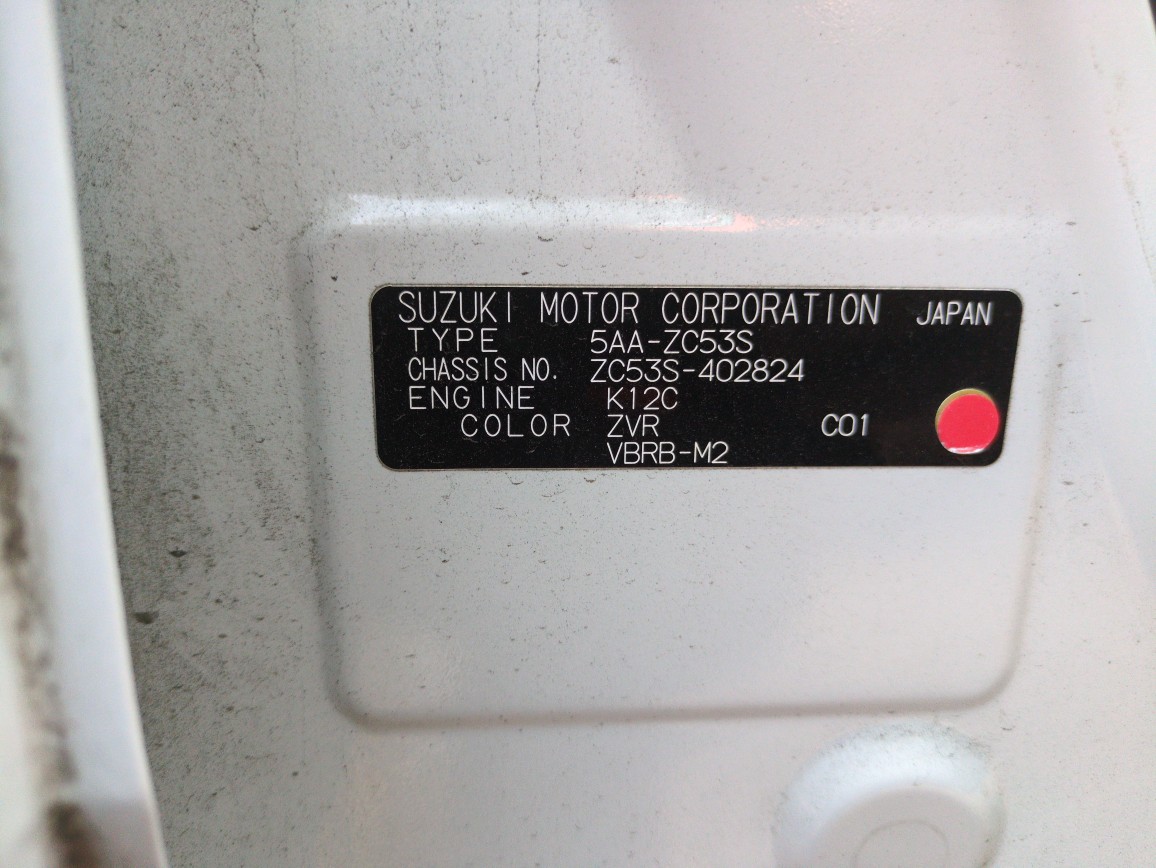 SUZUKI MOTOR CORPORATION JAPAN
TYPE 5AA-ZC53S
CHASSIS NO. ZC53S-402824
ENGINE K12C
COLOR ZVR C01
VBRB-M2